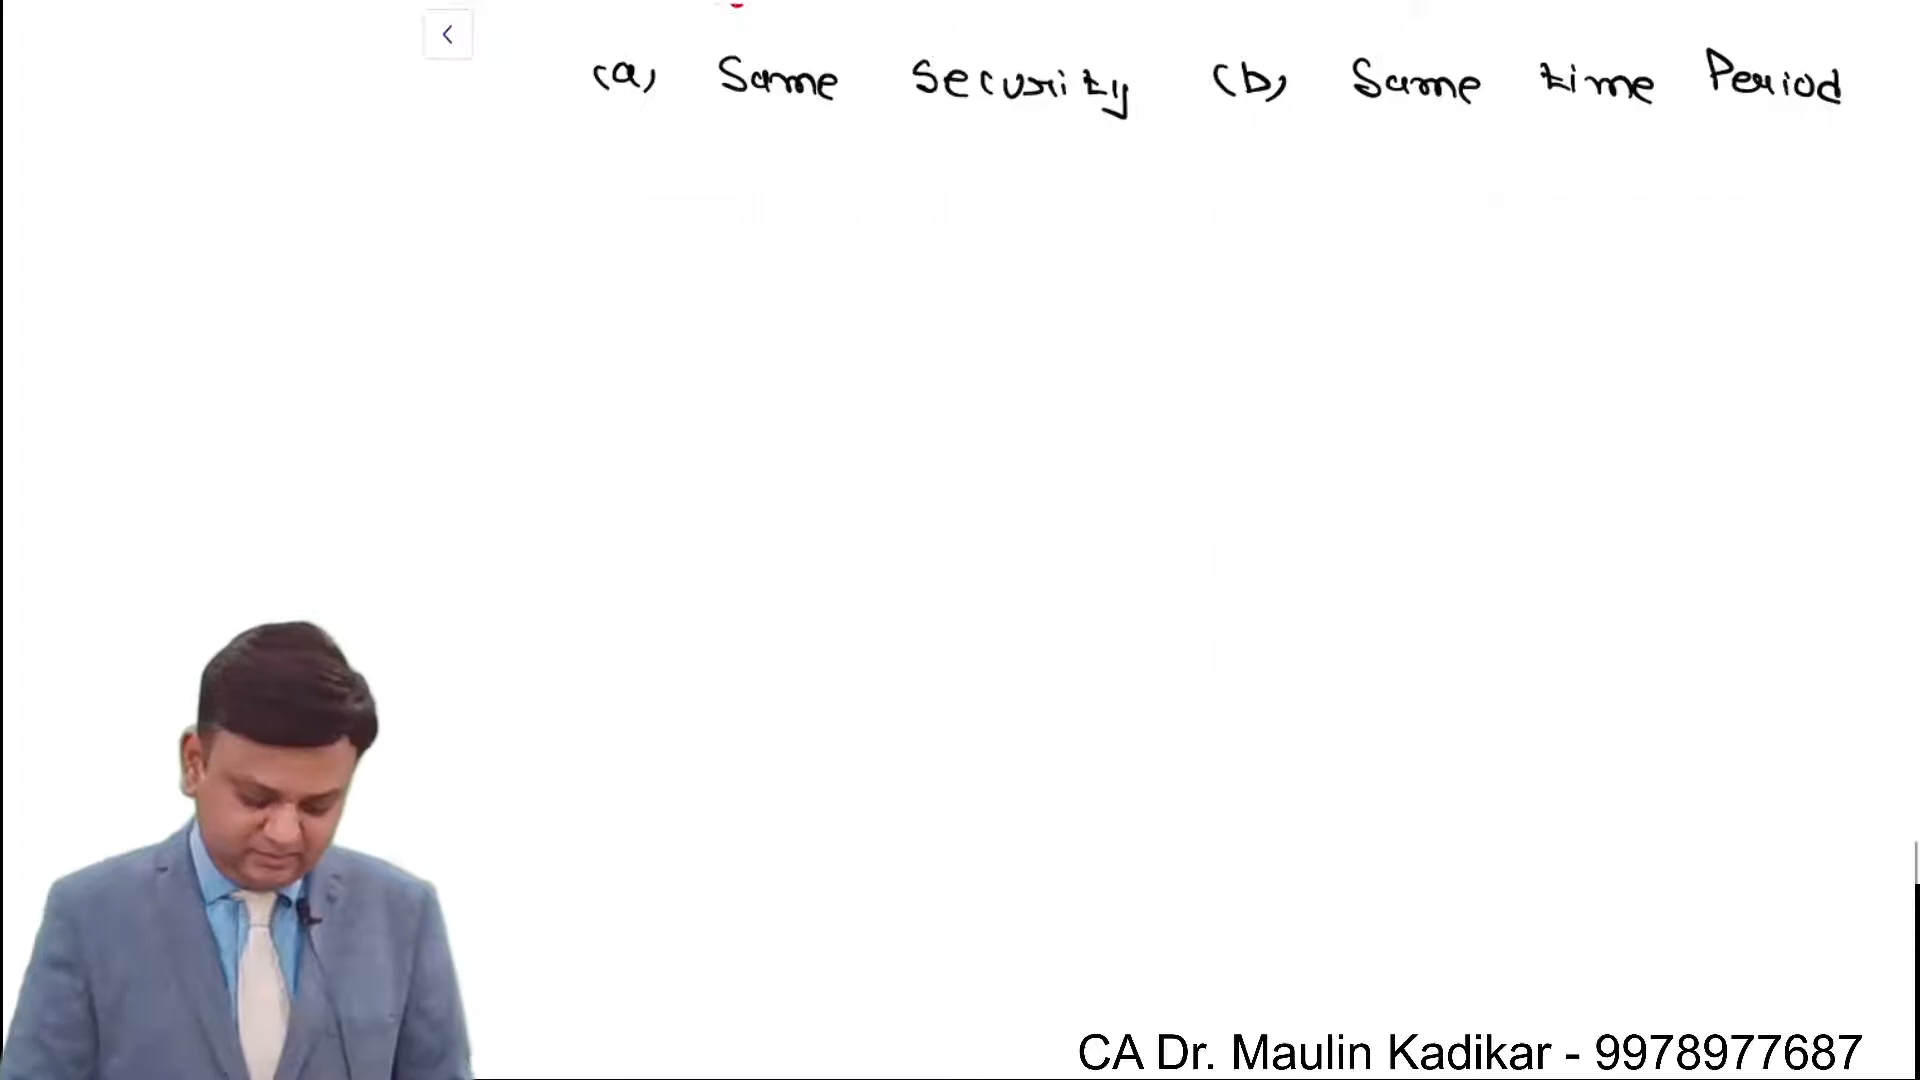 (a) Same Security (b) Same time Period
CA Dr. Maulin Kadikar - 9978977687